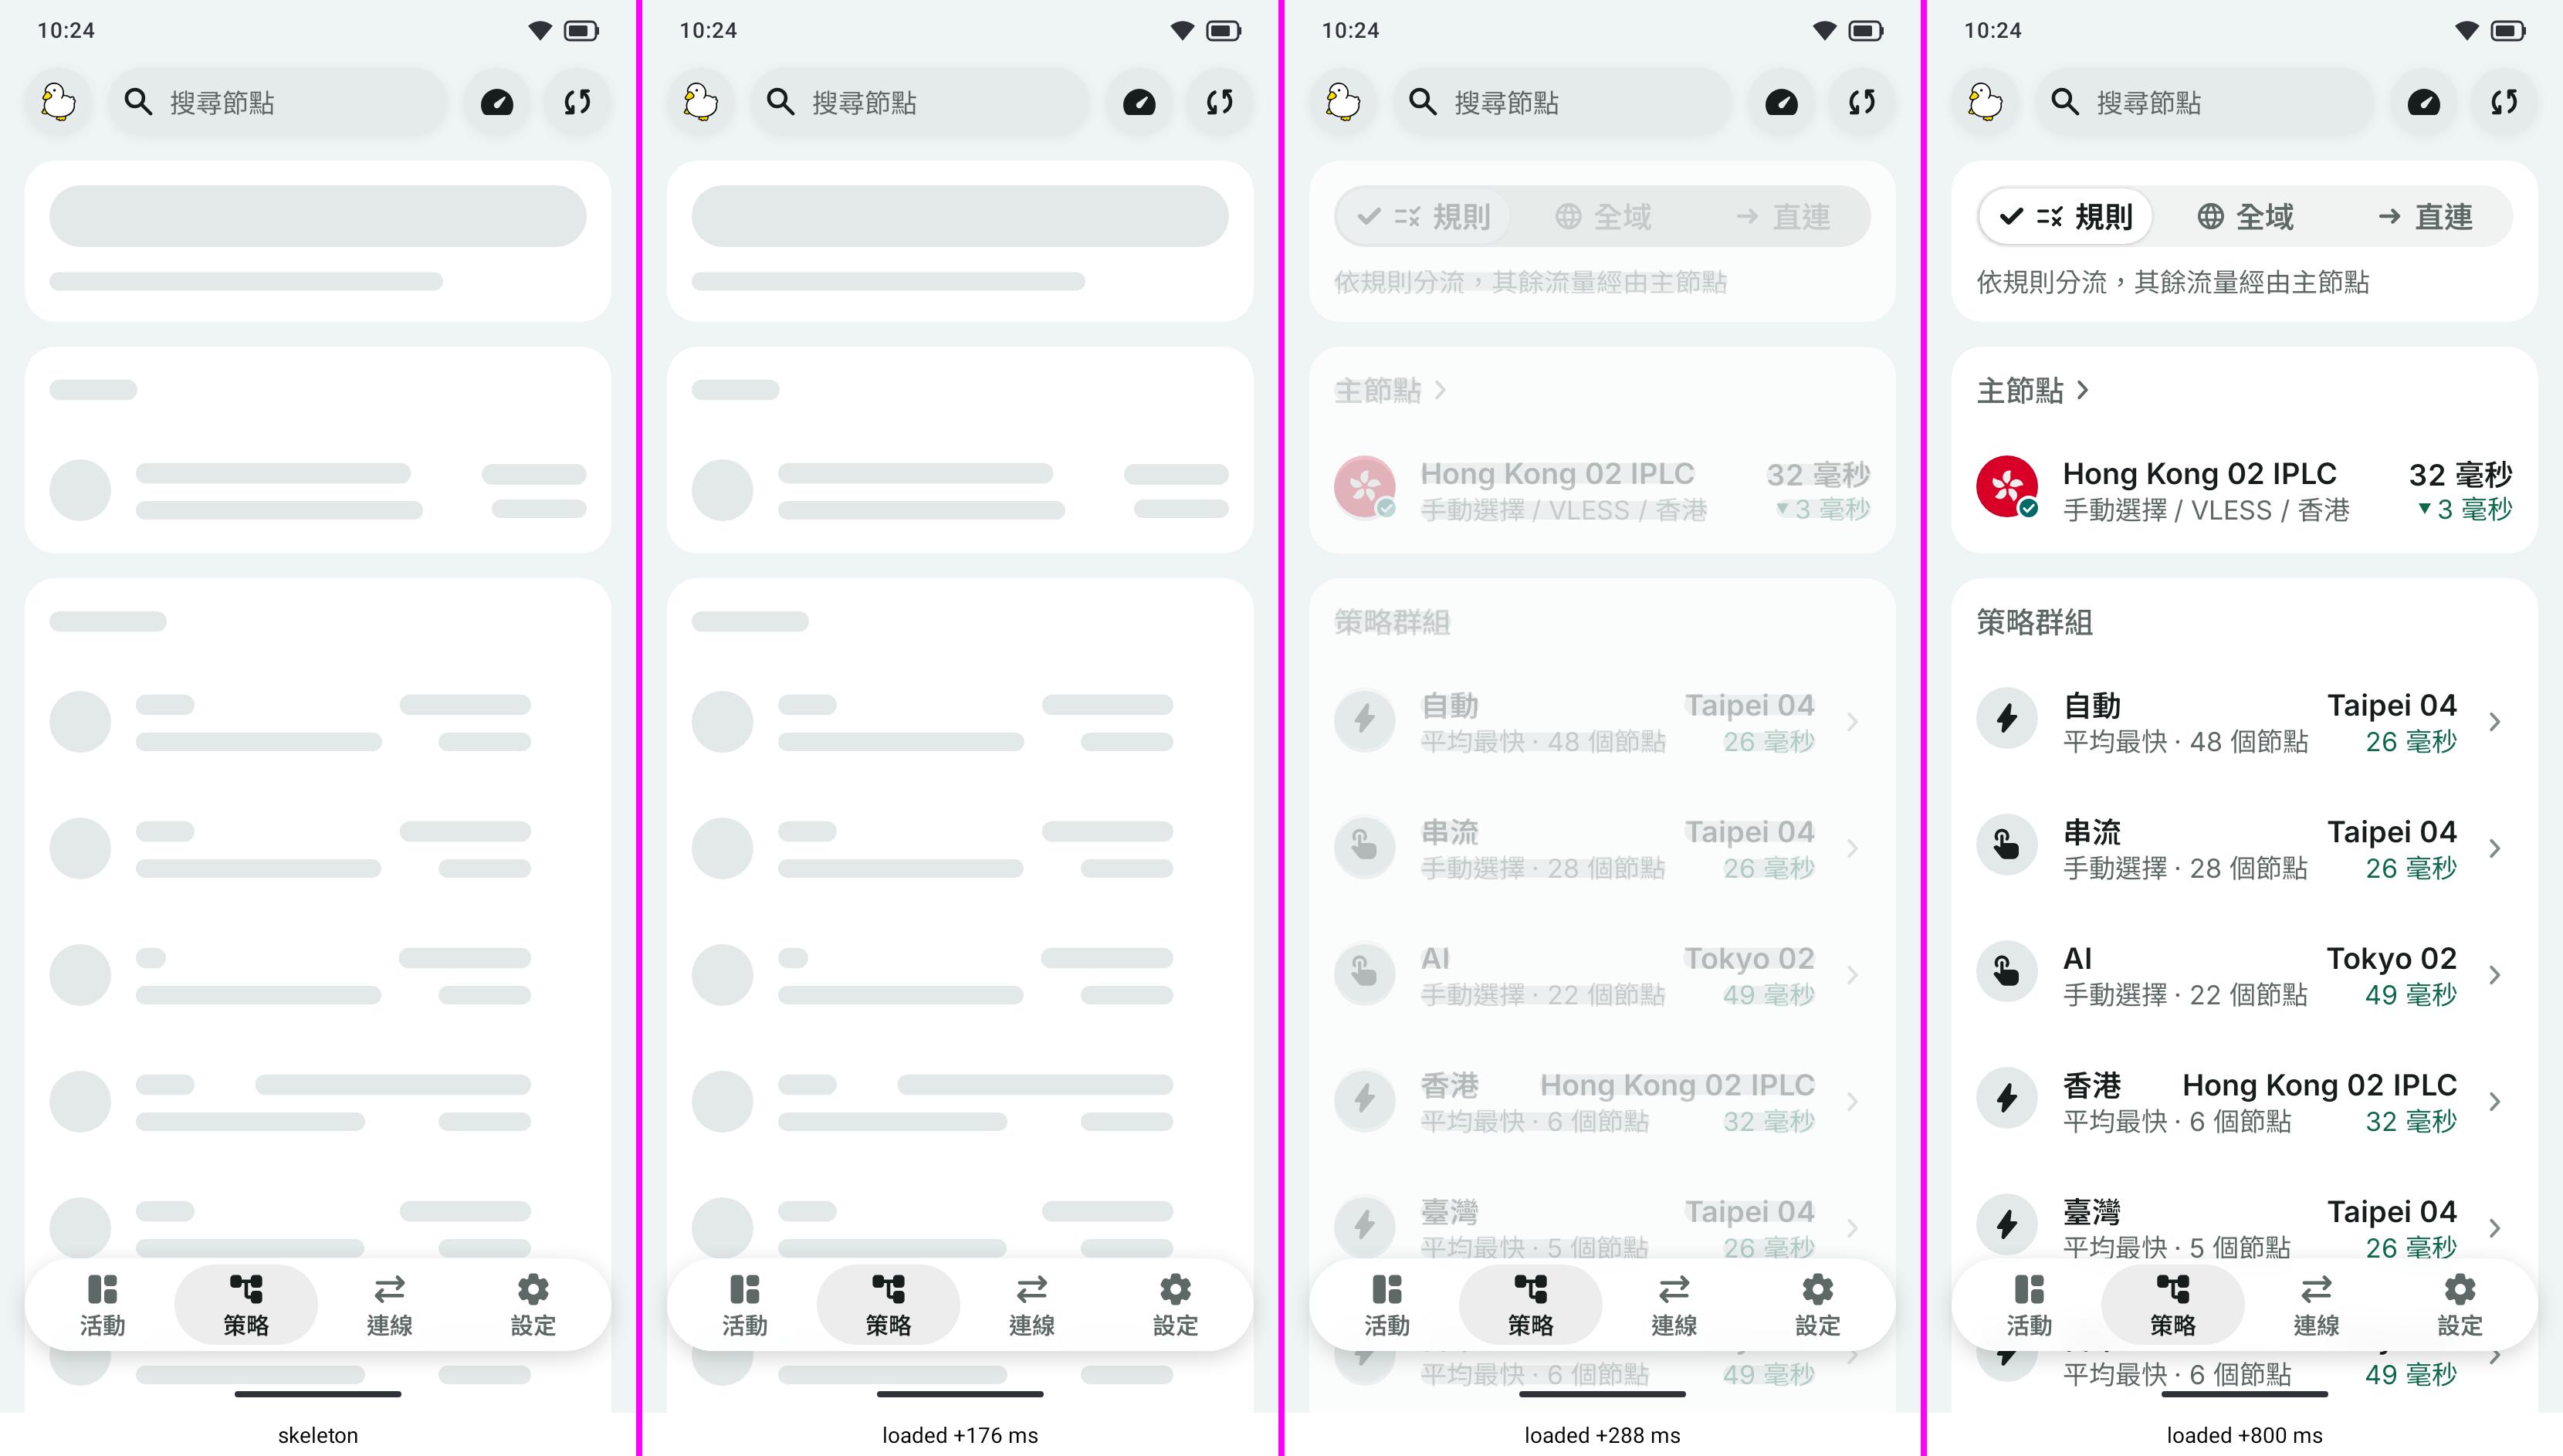 10:24
搜尋節點
活動
策略
連線
設定
skeleton
10:24
搜尋節點
活動
策略
連線
設定
loaded +176 ms
10:24
搜尋節點
規則 全域 直連
依規則分流，其餘流量經由主節點
主節點
Hong Kong 02 IPLC 32 毫秒
手動選擇 / VLESS / 香港 ▼3 毫秒
策略群組
自動 Taipei 04
平均最快 · 48 個節點 26 毫秒
串流 Taipei 04
手動選擇 · 28 個節點 26 毫秒
AI Tokyo 02
手動選擇 · 22 個節點 49 毫秒
香港 Hong Kong 02 IPLC
平均最快 · 6 個節點 32 毫秒
臺灣 Taipei 04
平均最快 · 5 個節點 26 毫秒
活動
策略
連線
設定
平均最快 · 6 個節點 49 毫秒
loaded +288 ms
10:24
搜尋節點
規則 全域 直連
依規則分流，其餘流量經由主節點
主節點
Hong Kong 02 IPLC 32 毫秒
手動選擇 / VLESS / 香港 ▼3 毫秒
策略群組
自動 Taipei 04
平均最快 · 48 個節點 26 毫秒
串流 Taipei 04
手動選擇 · 28 個節點 26 毫秒
AI Tokyo 02
手動選擇 · 22 個節點 49 毫秒
香港 Hong Kong 02 IPLC
平均最快 · 6 個節點 32 毫秒
臺灣 Taipei 04
平均最快 · 5 個節點 26 毫秒
活動
策略
連線
設定
平均最快 · 6 個節點 49 毫秒
loaded +800 ms